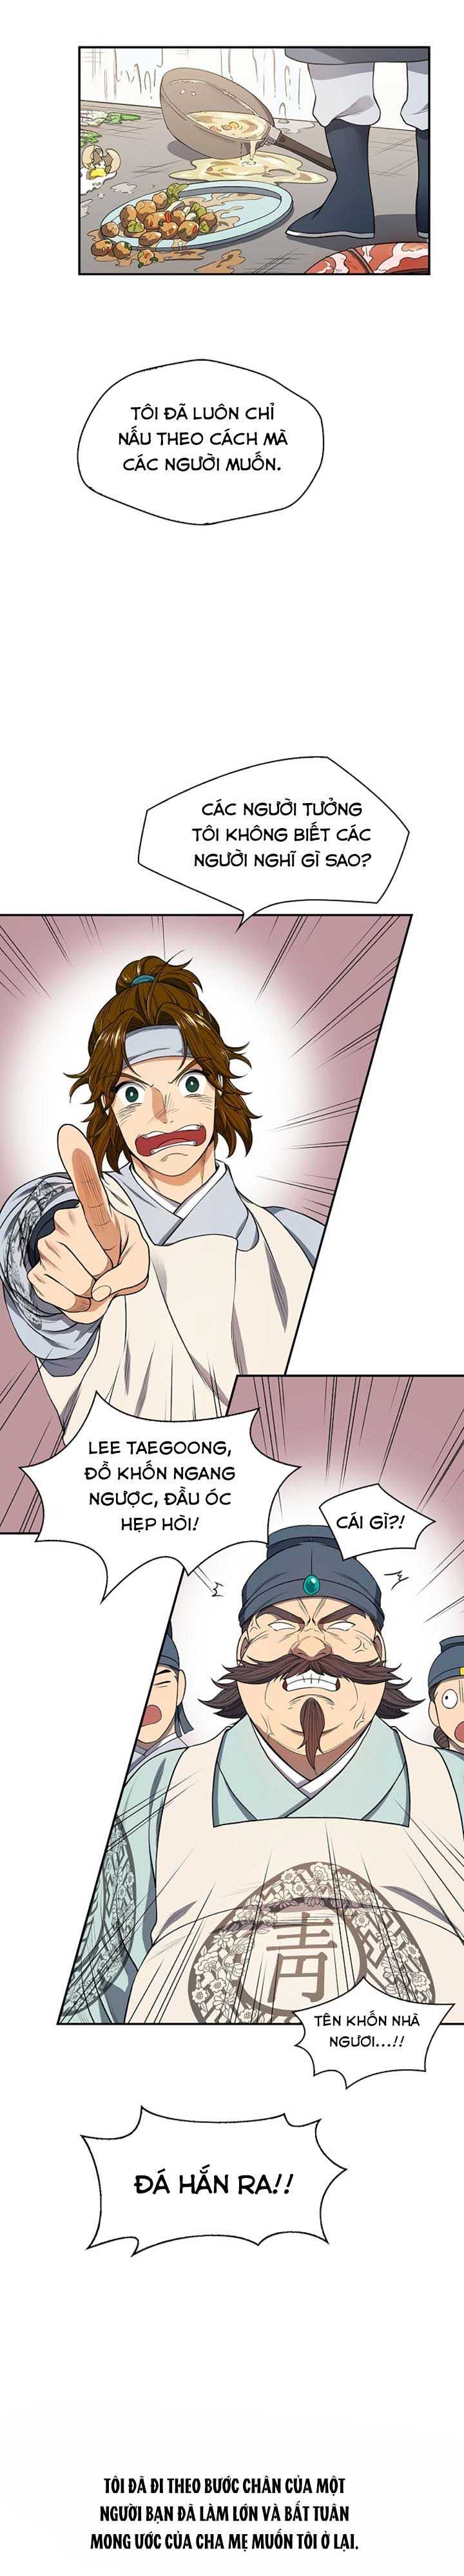 TÔI ĐÃ LUÔN CHỈ
NẤU THEO CÁCH MÀ
CÁC NGƯỜI MUỐN.
CÁC NGƯỜI TƯỞNG
TÔI KHÔNG BIẾT CÁC
NGƯỜI NGHĨ GÌ SAO?
LEE TAEGOONG,
ĐỒ KHỐN NGANG
NGƯỢC, ĐẦU ÓC
HẸP HÒI!
CÁI GÌ?!
青
TÊN KHỐN NHÀ
NGƯƠI...!!
ĐÁ HẮN RA!!
TÔI ĐÃ ĐI THEO BƯỚC CHÂN CỦA MỘT
NGƯỜI BẠN ĐÃ LÀM LỚN VÀ BẤT TUÂN
MONG ƯỚC CỦA CHA MẸ MUỐN TÔI Ở LẠI.